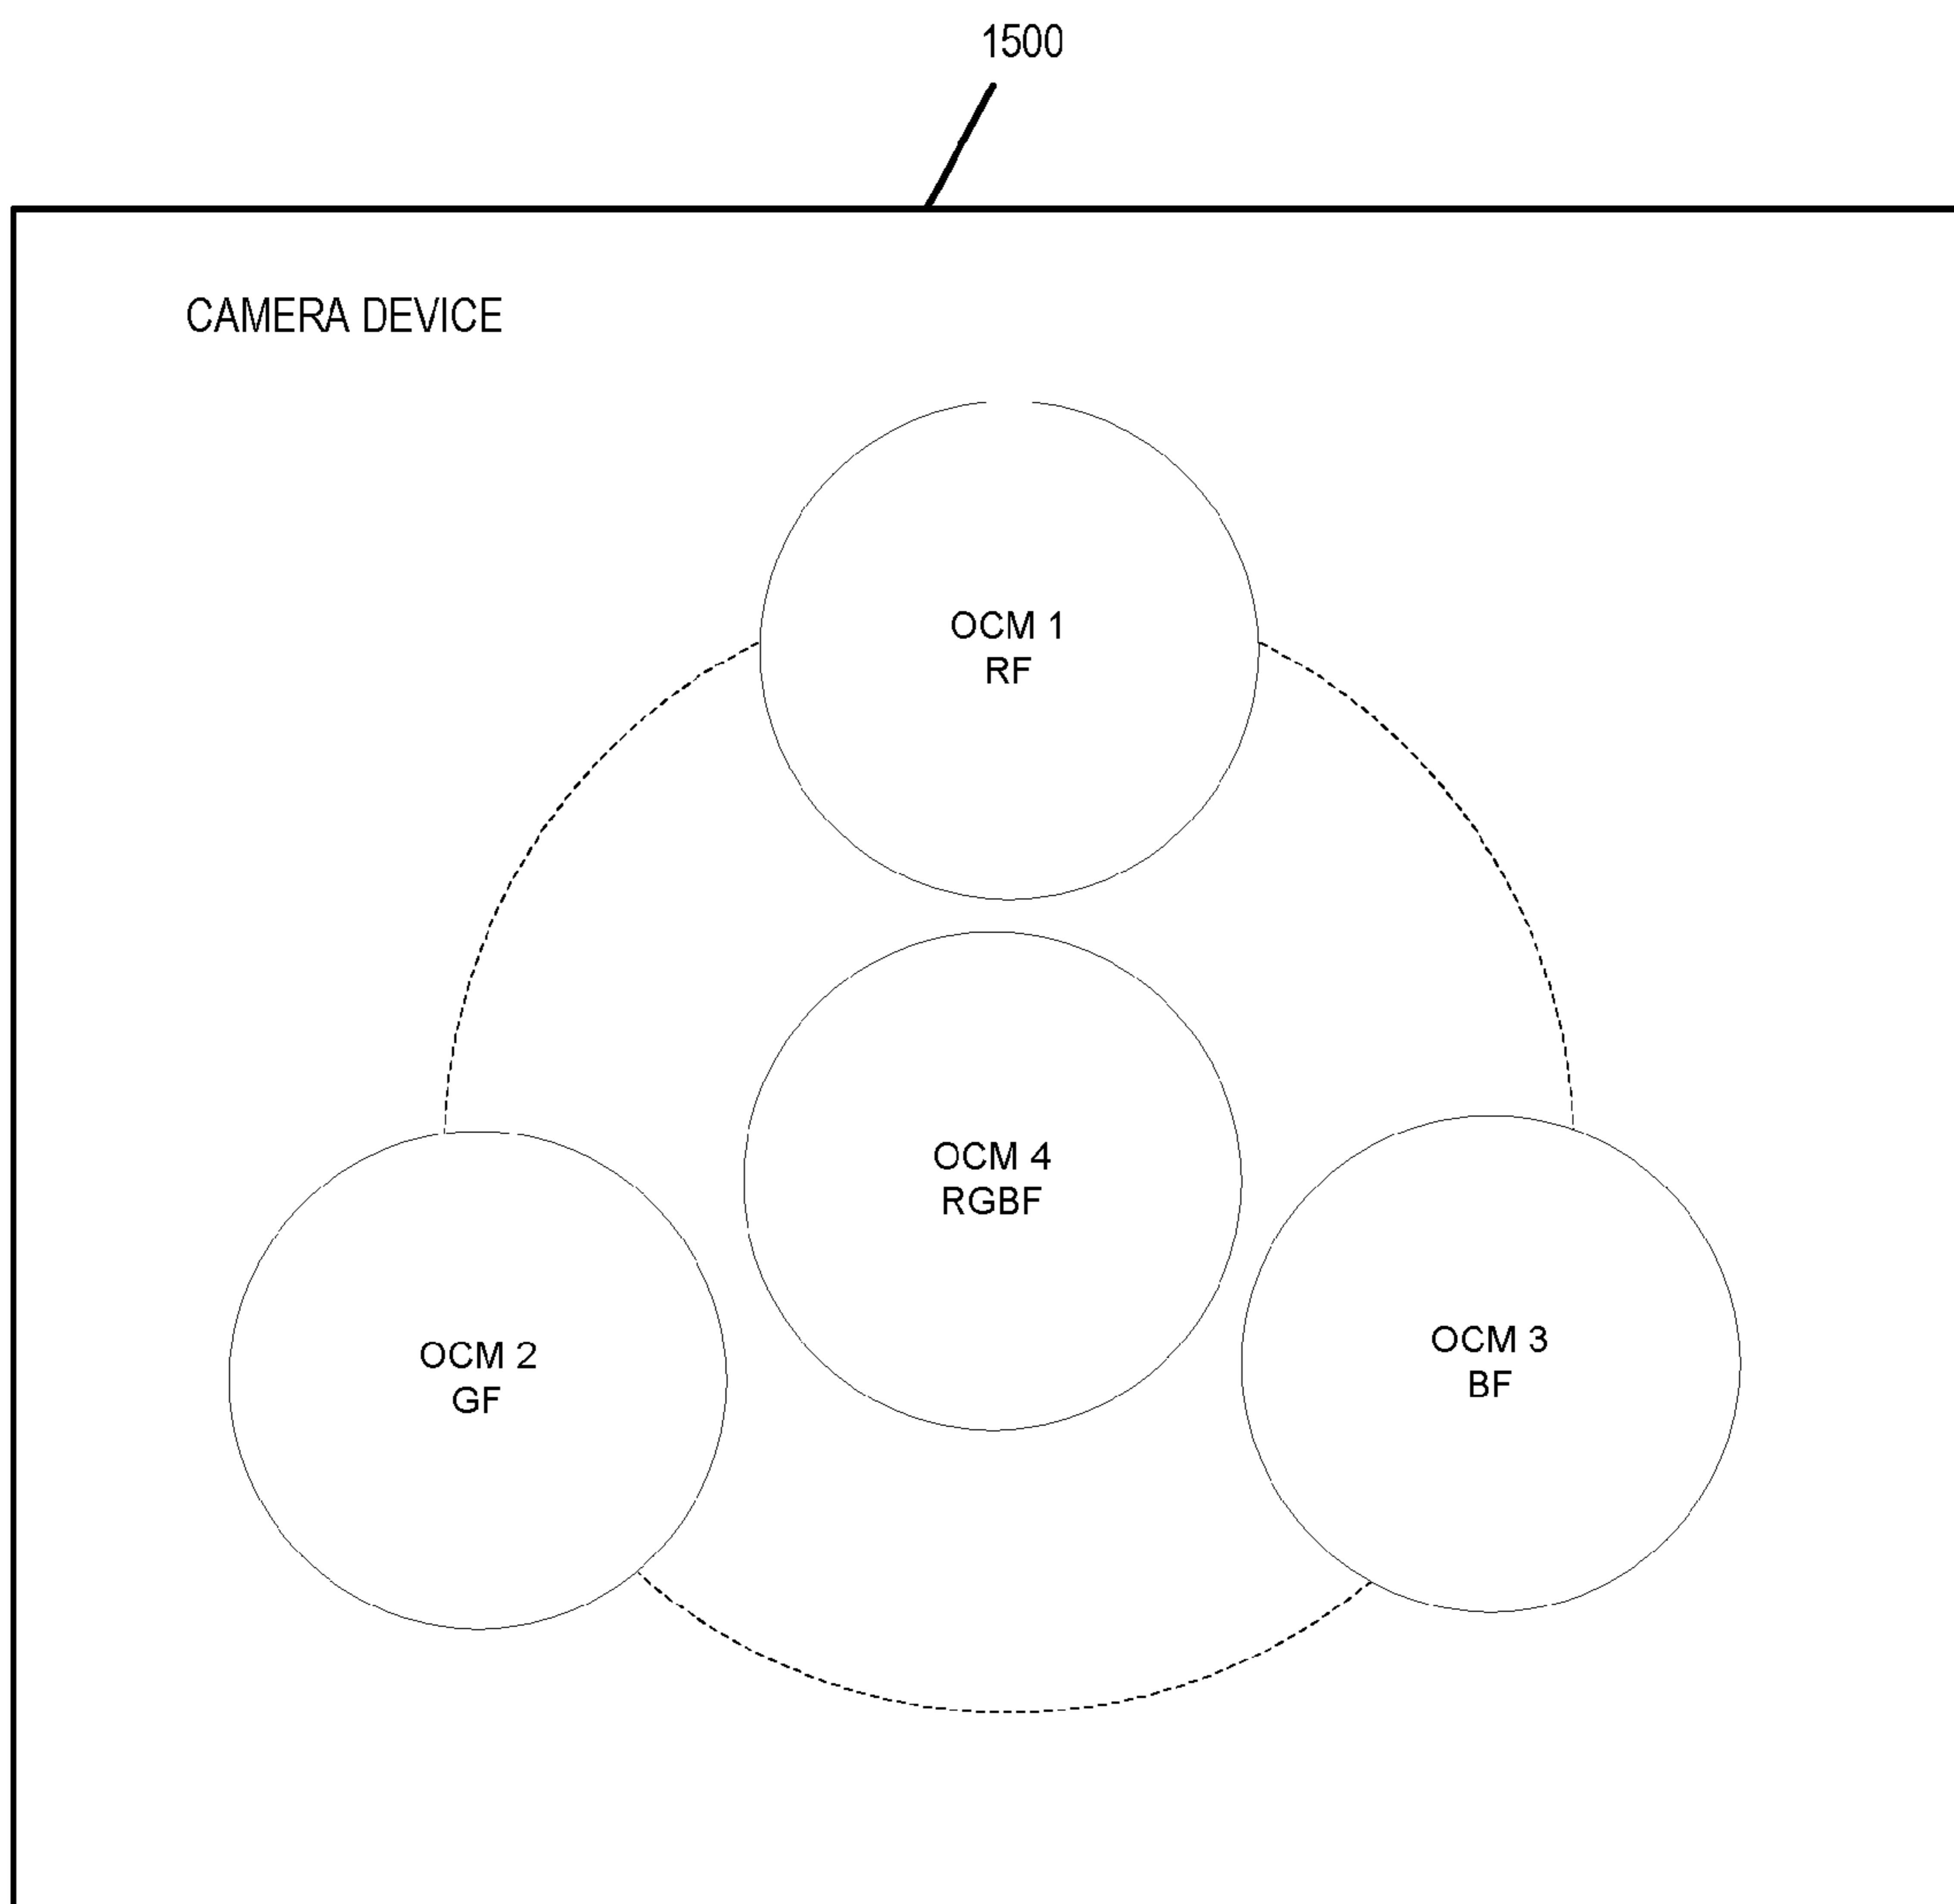 1500
CAMERA DEVICE
OCM 1
RF
OCM 4
RGBF
OCM 2
GF
OCM 3
BF